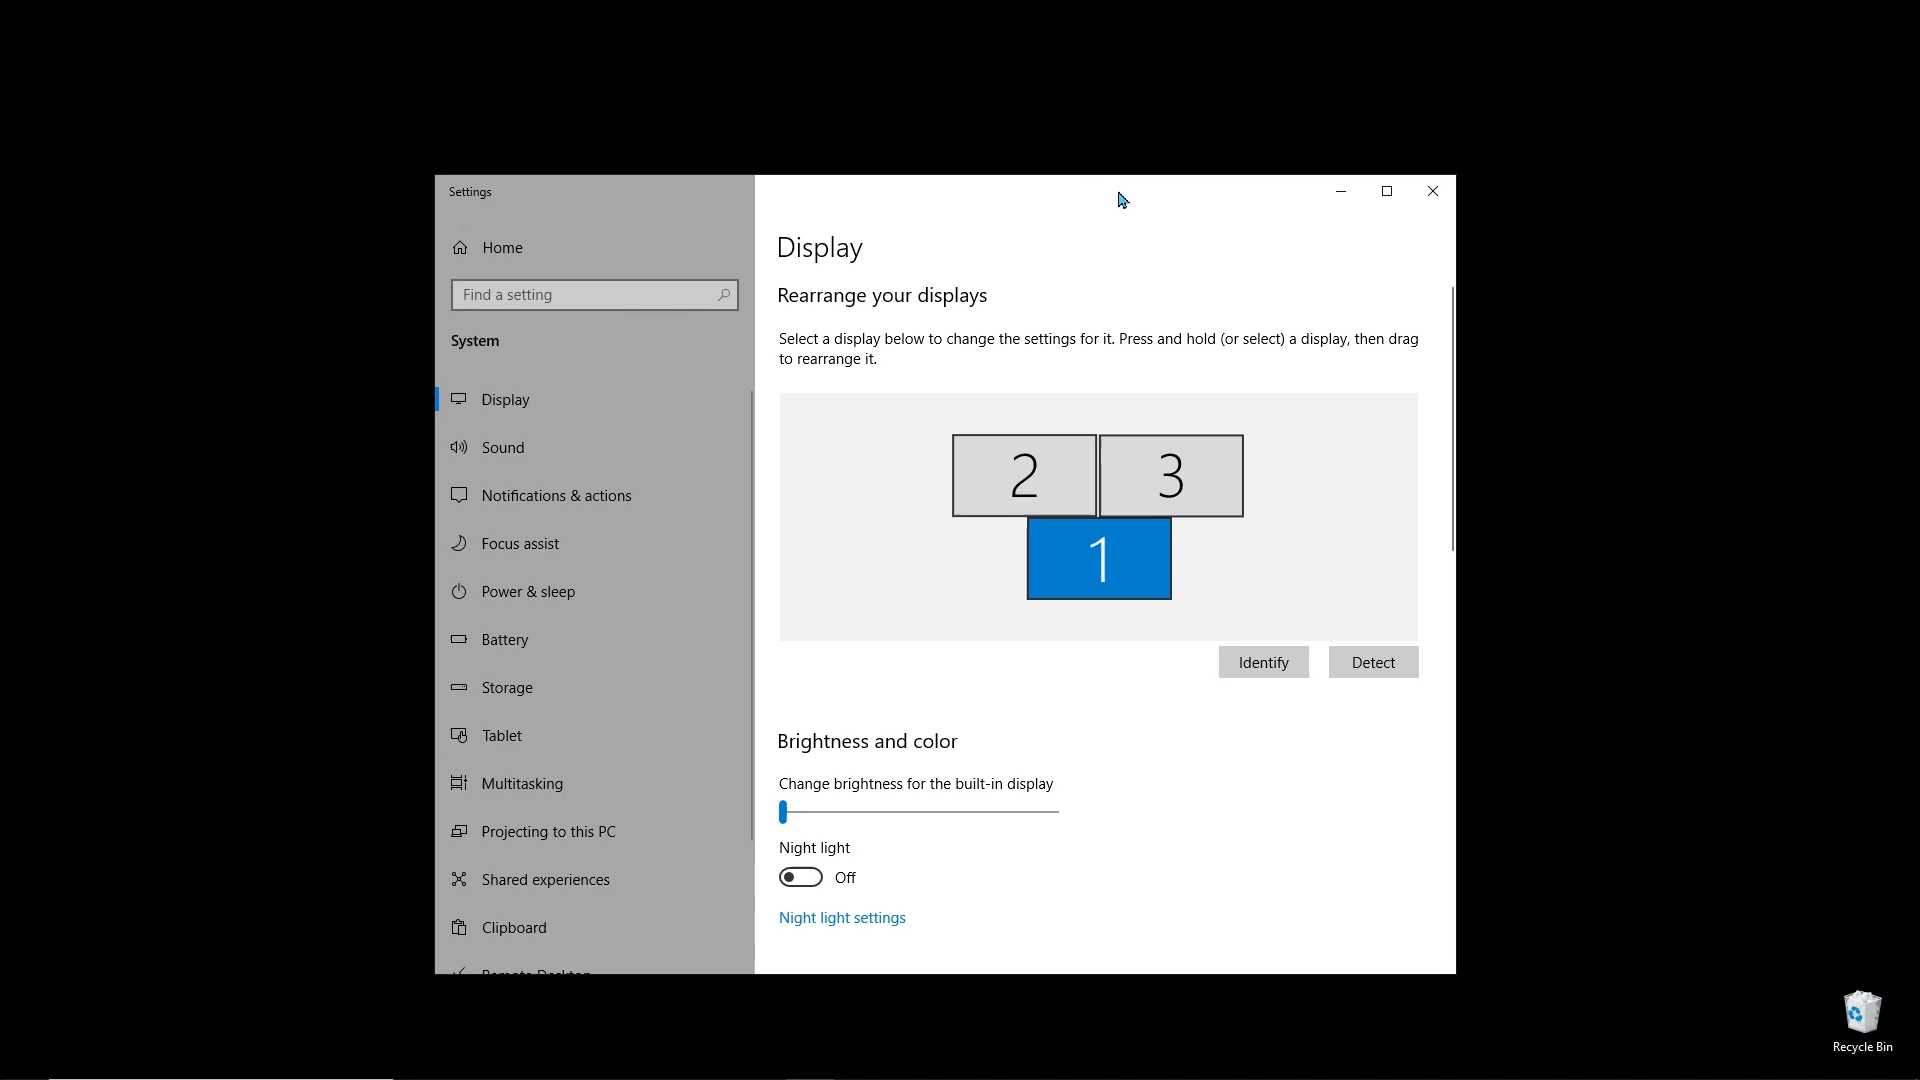 Settings
Home
Find a setting
System
Display
Sound
Notifications & actions
Focus assist
Power & sleep
Battery
Storage
Tablet
Multitasking
Projecting to this PC
Shared experiences
Clipboard
Remote Desktop
Display
Rearrange your displays
Select a display below to change the settings for it. Press and hold (or select) a display, then drag
to rearrange it.
2 3
1
Identify Detect
Brightness and color
Change brightness for the built-in display
Night light
Off
Night light settings
Recycle Bin